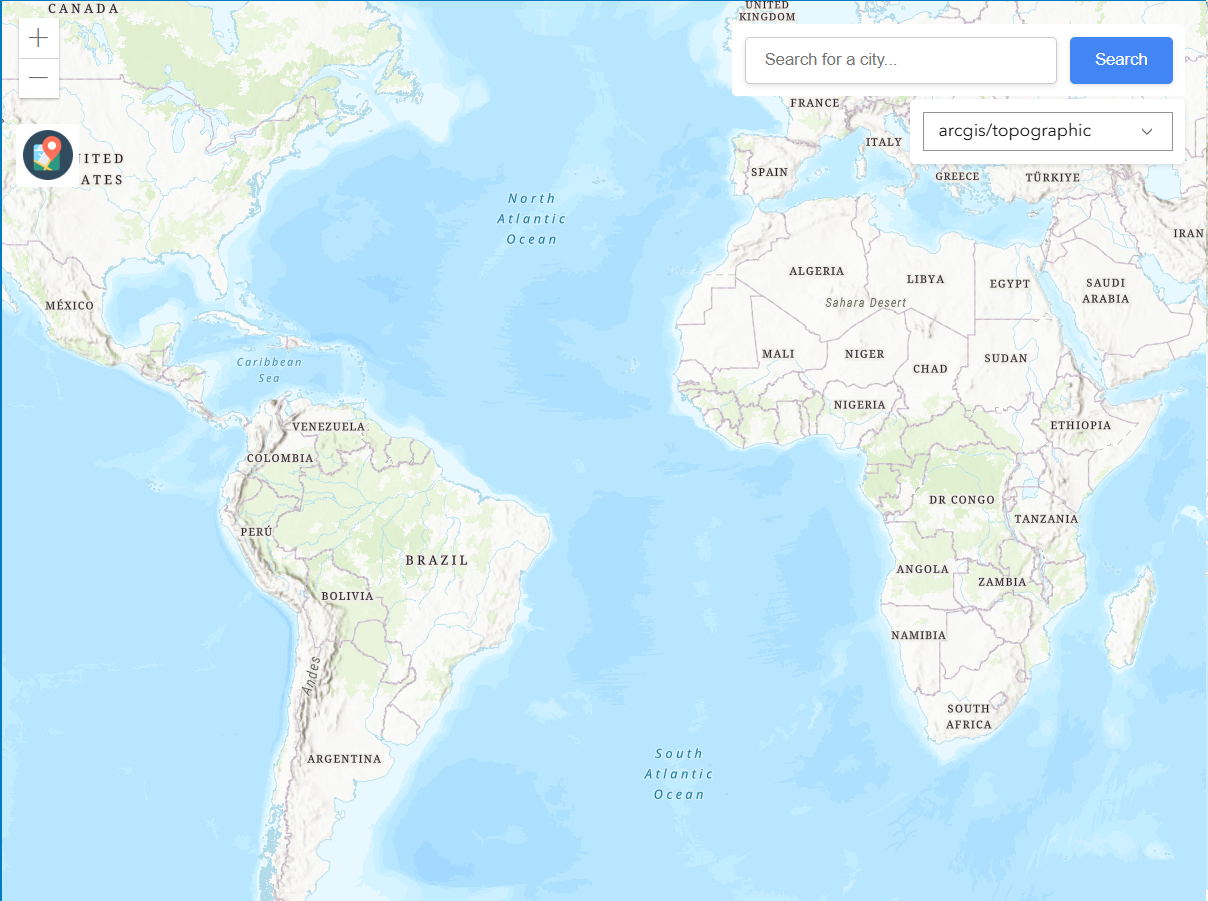 CANADA
UNITED
KINGDOM
Search for a city...
Search
FRANCE
arcgis/topographic
ITALY
ITED
ATES
SPAIN
GREECE
TÜRKIYE
North
Atlantic
Ocean
IRAN
ALGERIA
LIBYA
EGYPT
SAUDI
ARABIA
MÉXICO
Sahara Desert
MALI
NIGER
CHAD
SUDAN
Caribbean
Sea
NIGERIA
VENEZUELA
ETHIOPIA
COLOMBIA
DR CONGO
TANZANIA
PERÚ
BRAZIL
ANGOLA
ZAMBIA
BOLIVIA
NAMIBIA
Andes
SOUTH
AFRICA
ARGENTINA
South
Atlantic
Ocean